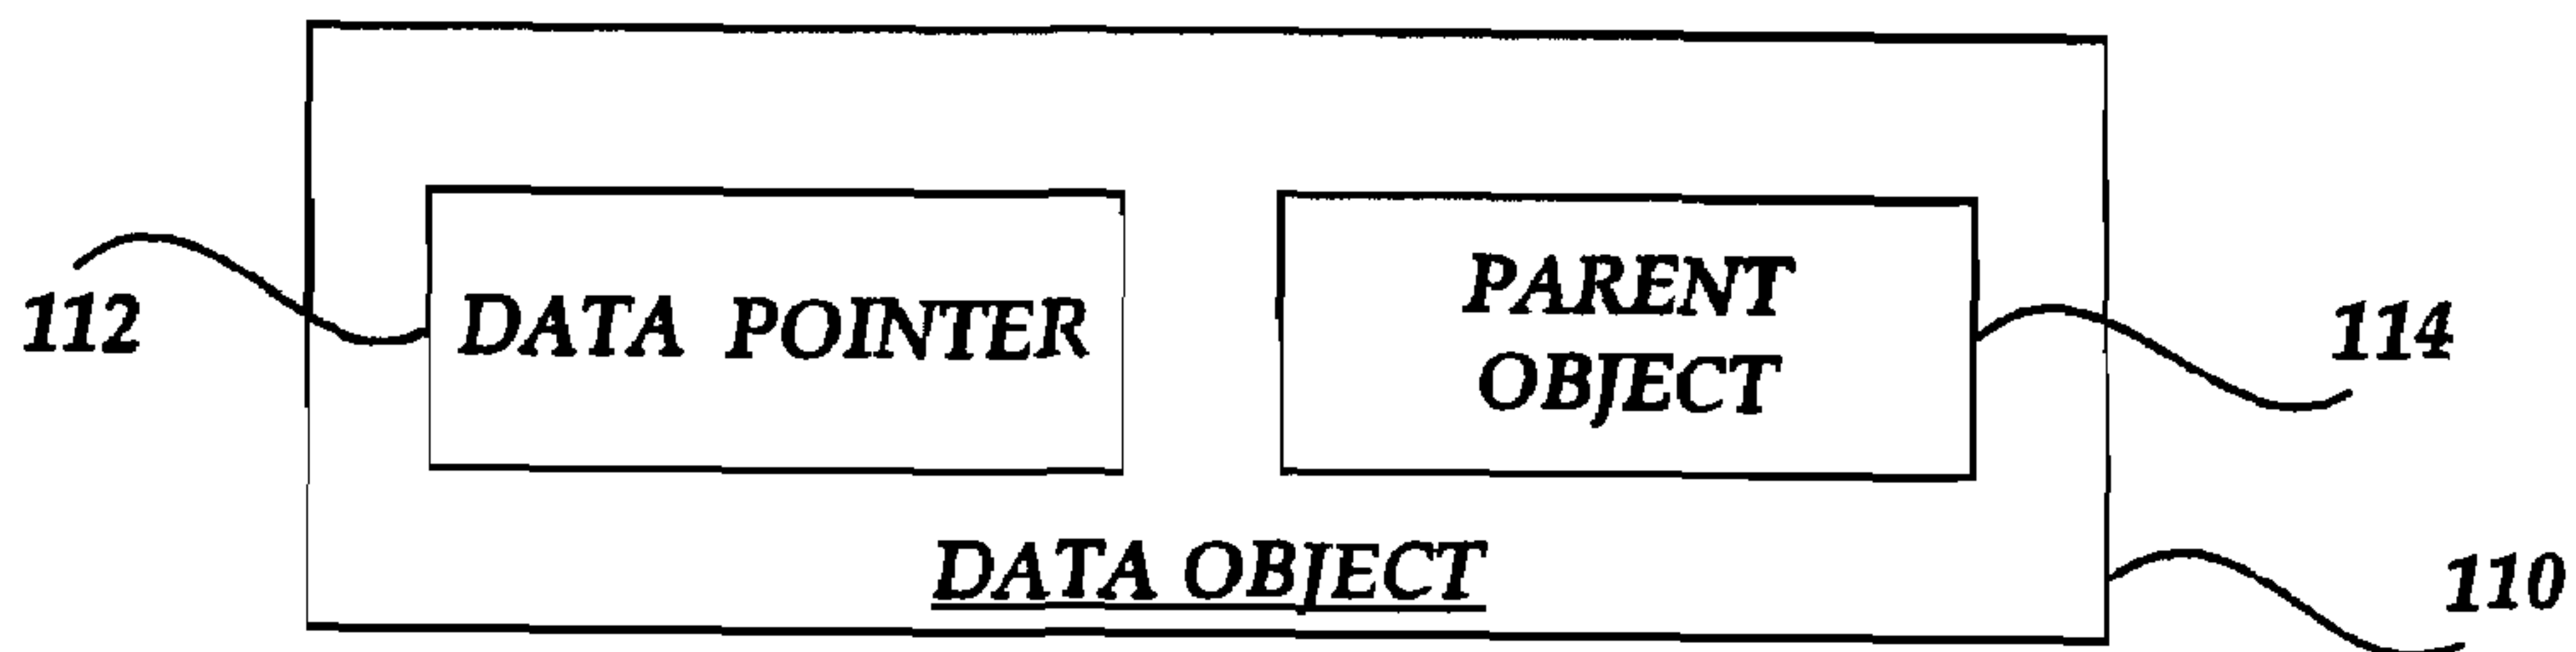 112
DATA POINTER
PARENT
OBJECT
114
DATA OBJECT
110